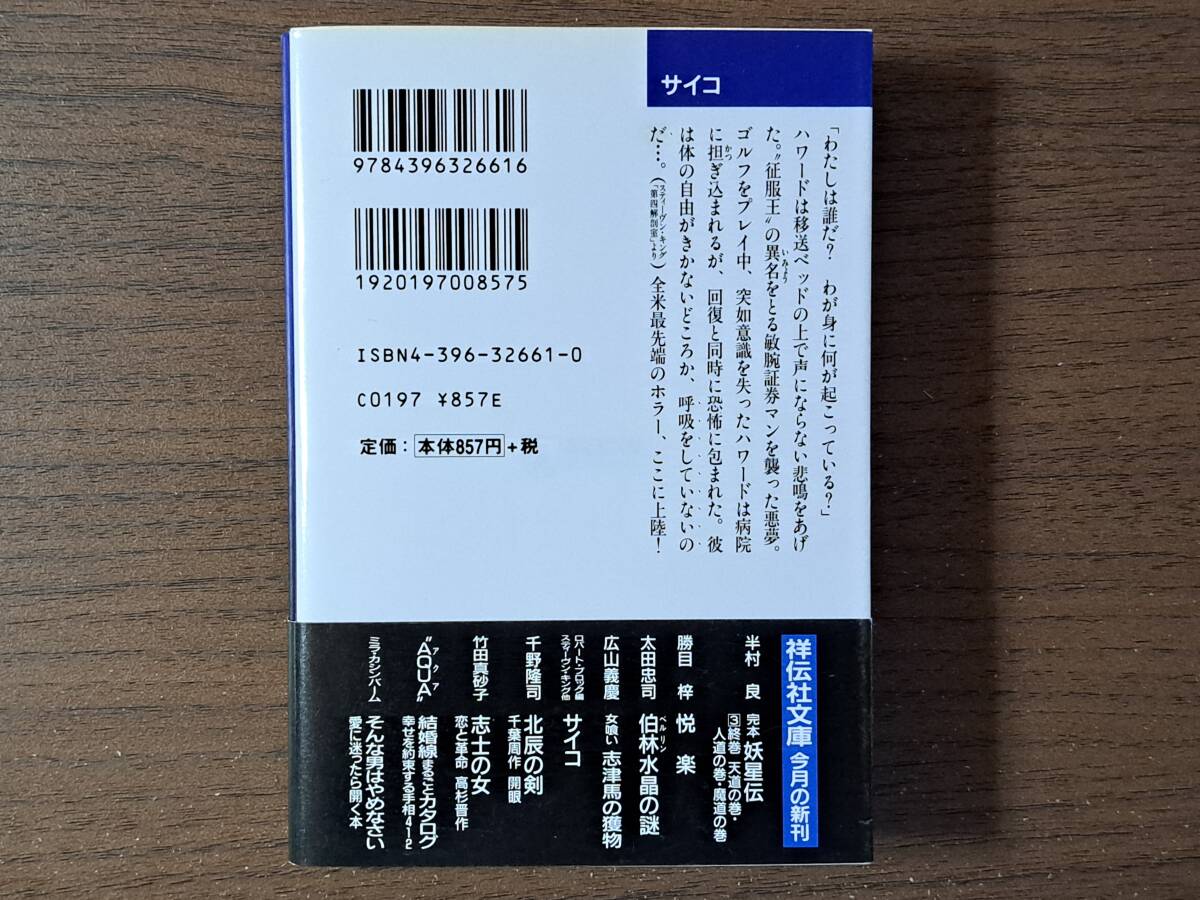 サイコ
「わたしは誰だ? わが身に何が起こっている?」
ハワードは移送ベッドの上で声にならない悲鳴をあげ
た。〝征服王〟の異名をとる敏腕証券マンを襲った悪夢。
いみょう
ゴルフをプレイ中、突如意識を失ったハワードは病院
に担ぎ込まれるが、回復と同時に恐怖に包まれた。彼
かつ
は体の自由がきかないどころか、呼吸をしていないの
だ…。(スティーヴン・キング「第四解剖室」より)全米最先端のホラー、ここに上陸!
9784396326616
1920197008575
ISBN4-396-32661-0
C0197 ¥857E
定価:本体857円+税
祥伝社文庫 今月の新刊
半村 良 完本 妖星伝
③終巻 天道の巻・
人道の巻・魔道の巻
勝目 梓 悦楽
太田忠司 伯林水晶の謎
ベルリン
広山義慶 女喰い 志津馬の獲物
ロバート・ブロック編
スティーヴン・キング他 サイコ
千野隆司 北辰の剣
千葉周作 開眼
竹田真砂子 志士の女
恋と革命 高杉晋作
アクア
〝AQUA〟 結婚線まるごとカタログ
幸せを約束する手相412
ミラ・カシンバーム そんな男はやめなさい
愛に迷ったら開く本